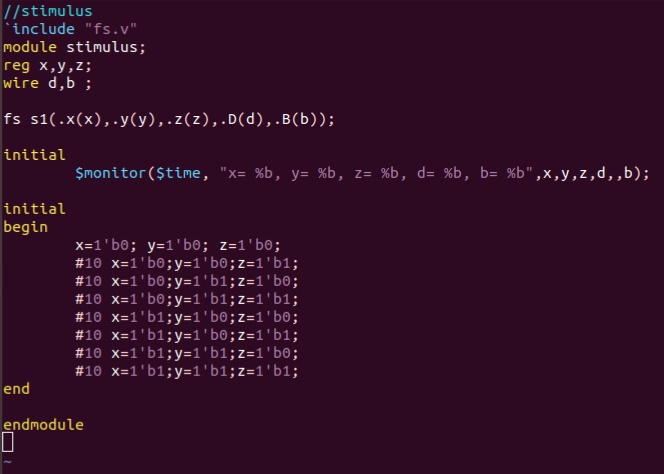 //stimulus
`include "fs.v"
module stimulus;
reg x,y,z;
wire d,b ;
fs s1(.x(x),.y(y),.z(z),.D(d),.B(b));
initial
$monitor($time, "x= %b, y= %b, z= %b, d= %b, b= %b",x,y,z,d,,b);
initial
begin
x=1'b0; y=1'b0; z=1'b0;
#10 x=1'b0;y=1'b0;z=1'b1;
#10 x=1'b0;y=1'b1;z=1'b0;
#10 x=1'b0;y=1'b1;z=1'b1;
#10 x=1'b1;y=1'b0;z=1'b0;
#10 x=1'b1;y=1'b0;z=1'b1;
#10 x=1'b1;y=1'b1;z=1'b0;
#10 x=1'b1;y=1'b1;z=1'b1;
end
endmodule
~